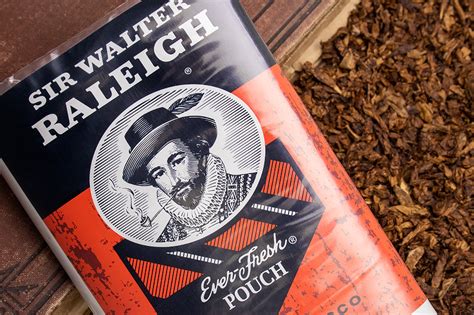 SIR WALTER
RALEIGH®
Ever-Fresh®
POUCH